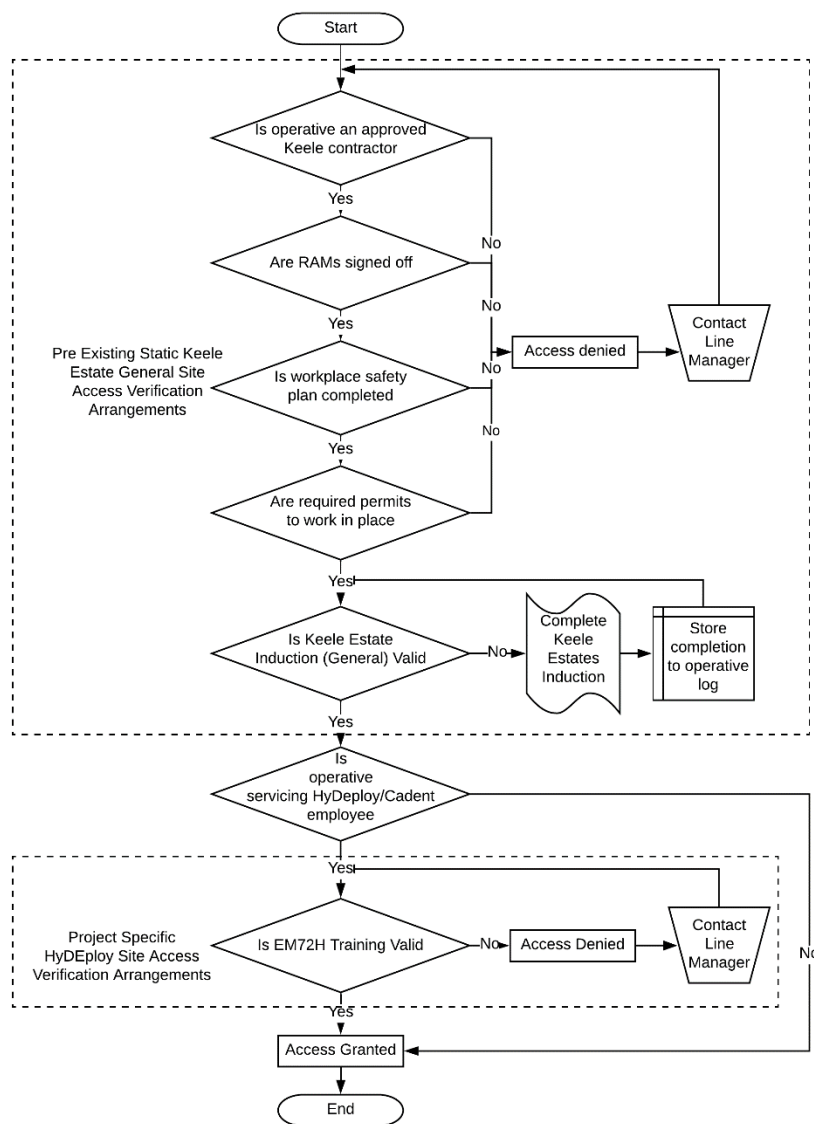 Start
Is operative an approved
Keele contractor
Yes
No
Are RAMs signed off
No
Yes
Pre Existing Static Keele
Estate General Site
Access Verification
Arrangements
Is workplace safety
plan completed
No
Access denied
Contact
Line
Manager
Yes
No
Are required permits
to work in place
Yes
Is Keele Estate
Induction (General) Valid
No
Complete
Keele
Estates
Induction
Store
completion
to operative
log
Yes
Is
operative
servicing HyDeploy/Cadent
employee
Yes
No
Project Specific
HyDEploy Site Access
Verification Arrangements
Is EM72H Training Valid
No
Access Denied
Contact
Line
Manager
Yes
Access Granted
End